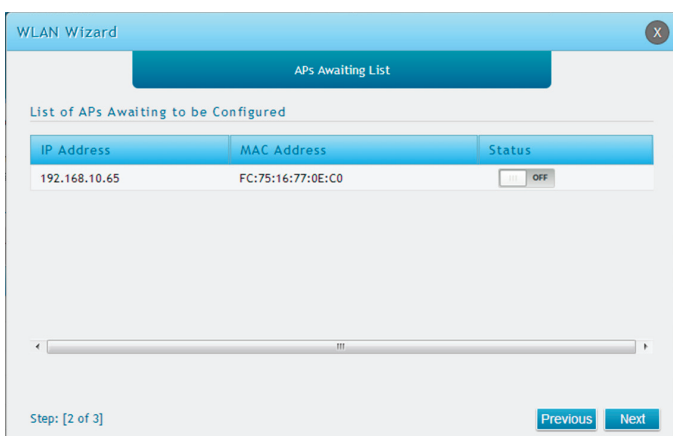 WLAN Wizard
X
APs Awaiting List
List of APs Awaiting to be Configured
IP Address MAC Address Status
192.168.10.65 FC:75:16:77:0E:C0 OFF
Step: [2 of 3] Previous Next